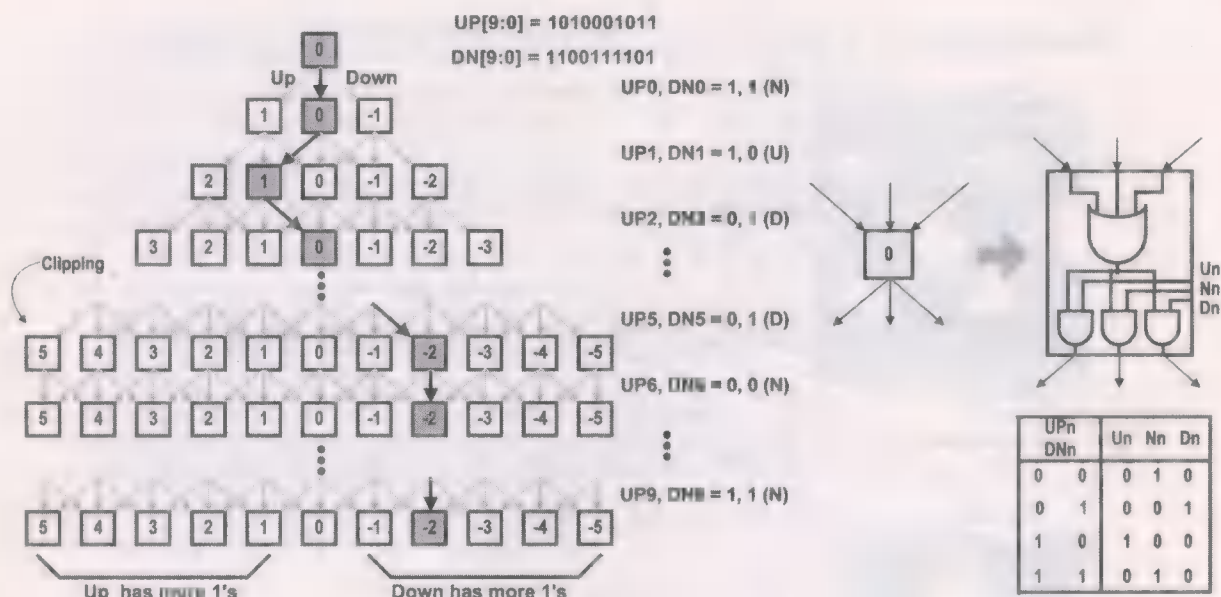 UP[9:0] = 1010001011
DN[9:0] = 1100111101
0
Up Down
UP0, DN0 = 1, 1 (N)
1 0 -1
UP1, DN1 = 1, 0 (U)
2 1 0 -1 -2
UP2, = 0, 1 (D)
3 2 1 0 -1 -2 -3
Clipping
UP5, DN5 = 0, 1 (D)
5 4 3 2 1 0 -1 -2 -3 -4 -5
UP6, = 0, 0 (N)
5 4 3 2 1 0 -1 -2 -3 -4 -5
UP9, = 1, 1 (N)
5 4 3 2 1 0 -1 -2 -3 -4 -5
Up has 1's
Down has more 1's
0
Un
Nn
Dn
UPn
DNn Un Nn Dn
0 0 0 1 0
0 1 0 0 1
1 0 1 0 0
1 1 0 1 0